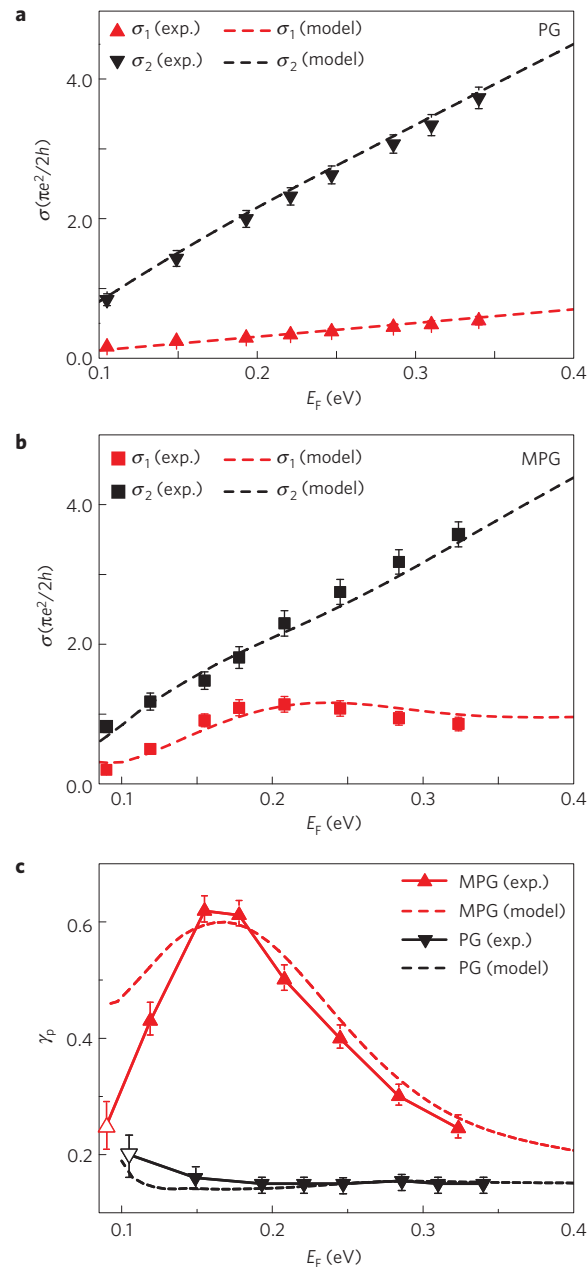 a
σ1 (exp.) σ1 (model) PG
σ2 (exp.) σ2 (model)
4.0
2.0
0.0
σ(πe²/2h)
0.1 0.2 0.3 0.4
EF (eV)
b
σ1 (exp.) σ1 (model) MPG
σ2 (exp.) σ2 (model)
4.0
2.0
0.0
σ(πe²/2h)
0.1 0.2 0.3 0.4
EF (eV)
c
MPG (exp.)
MPG (model)
PG (exp.)
PG (model)
0.6
0.4
0.2
γp
0.1 0.2 0.3 0.4
EF (eV)